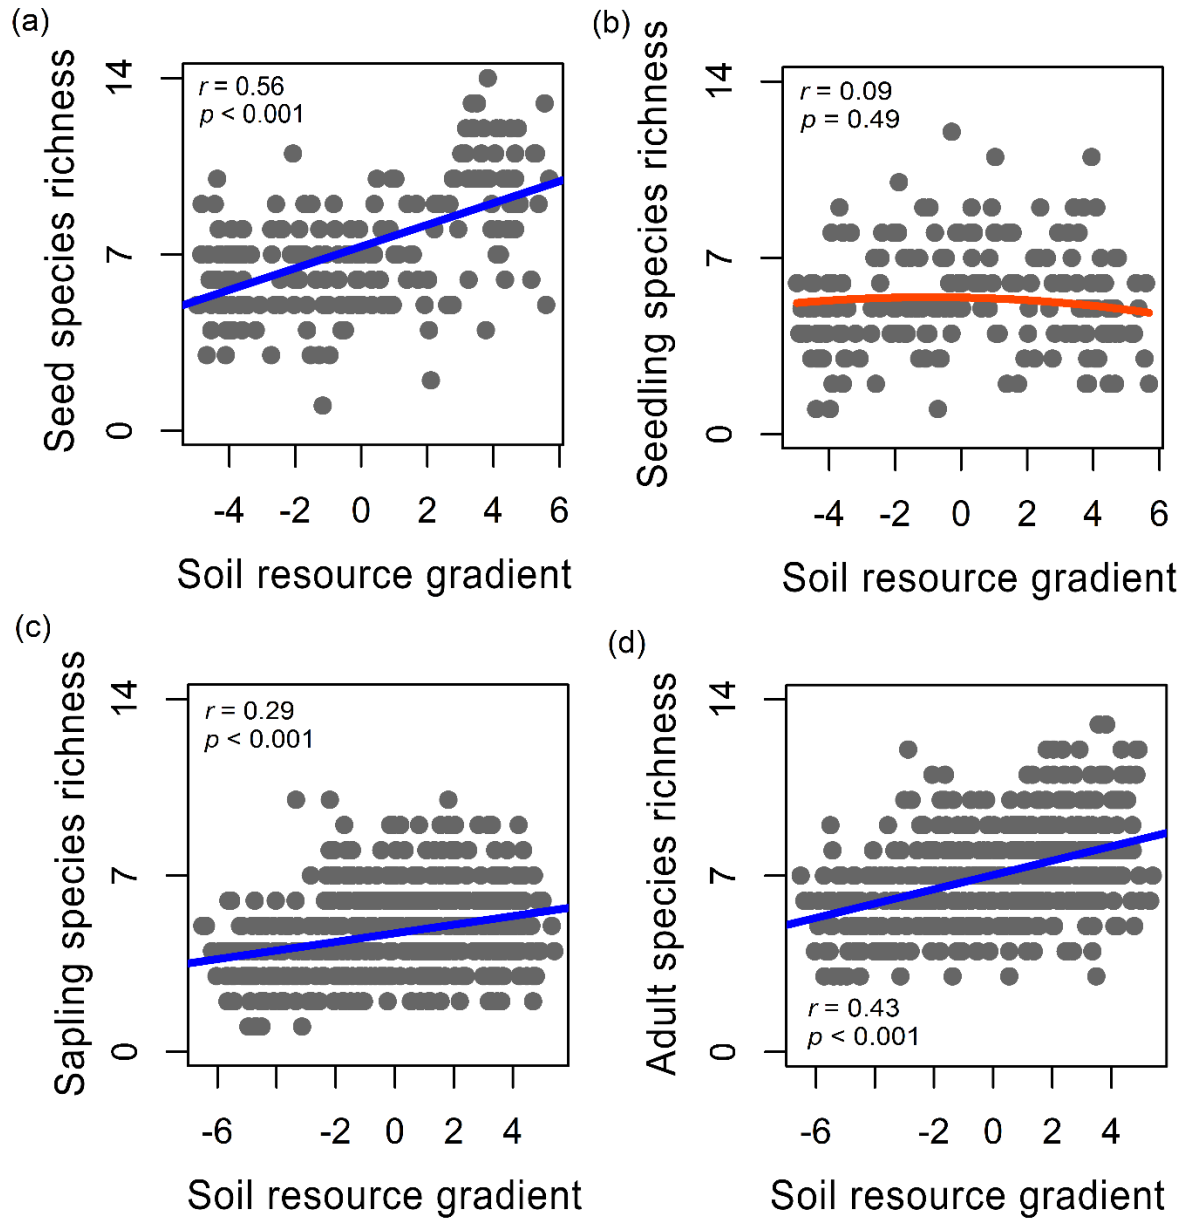 (a)
Seed species richness
14
7
0
r = 0.56
p < 0.001
-4 -2 0 2 4 6
Soil resource gradient
(b)
Seedling species richness
14
7
0
r = 0.09
p = 0.49
-4 -2 0 2 4 6
Soil resource gradient
(c)
Sapling species richness
14
7
0
r = 0.29
p < 0.001
-6 -2 0 2 4
Soil resource gradient
(d)
Adult species richness
14
7
0
r = 0.43
p < 0.001
-6 -2 0 2 4
Soil resource gradient